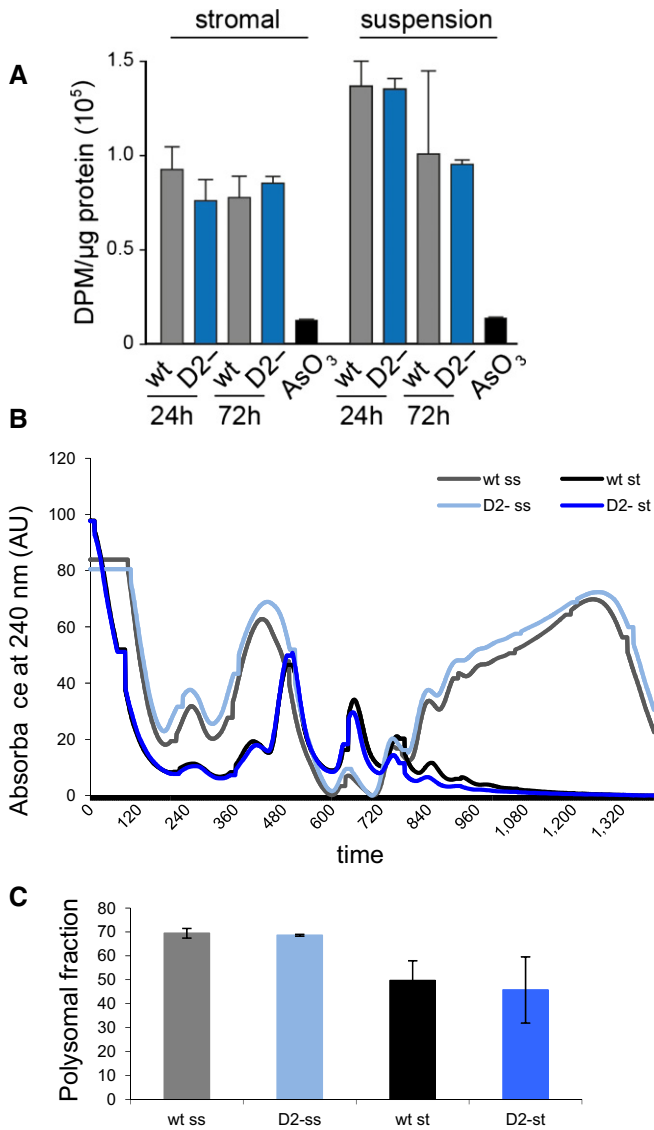 stromal suspension
A
DPM/µg protein (10⁵)
1.5
1.0
0.5
0
wt D2– wt D2– AsO₃ wt D2– wt D2– AsO₃
24h 72h 24h 72h
B
Absorba ce at 240 nm (AU)
120
100
80
60
40
20
0
wt ss wt st
D2- ss D2- st
0 120 240 360 480 600 720 840 960 1,080 1,200 1,320
time
C
Polysomal fraction
80
70
60
50
40
30
20
10
0
wt ss D2-ss wt st D2-st